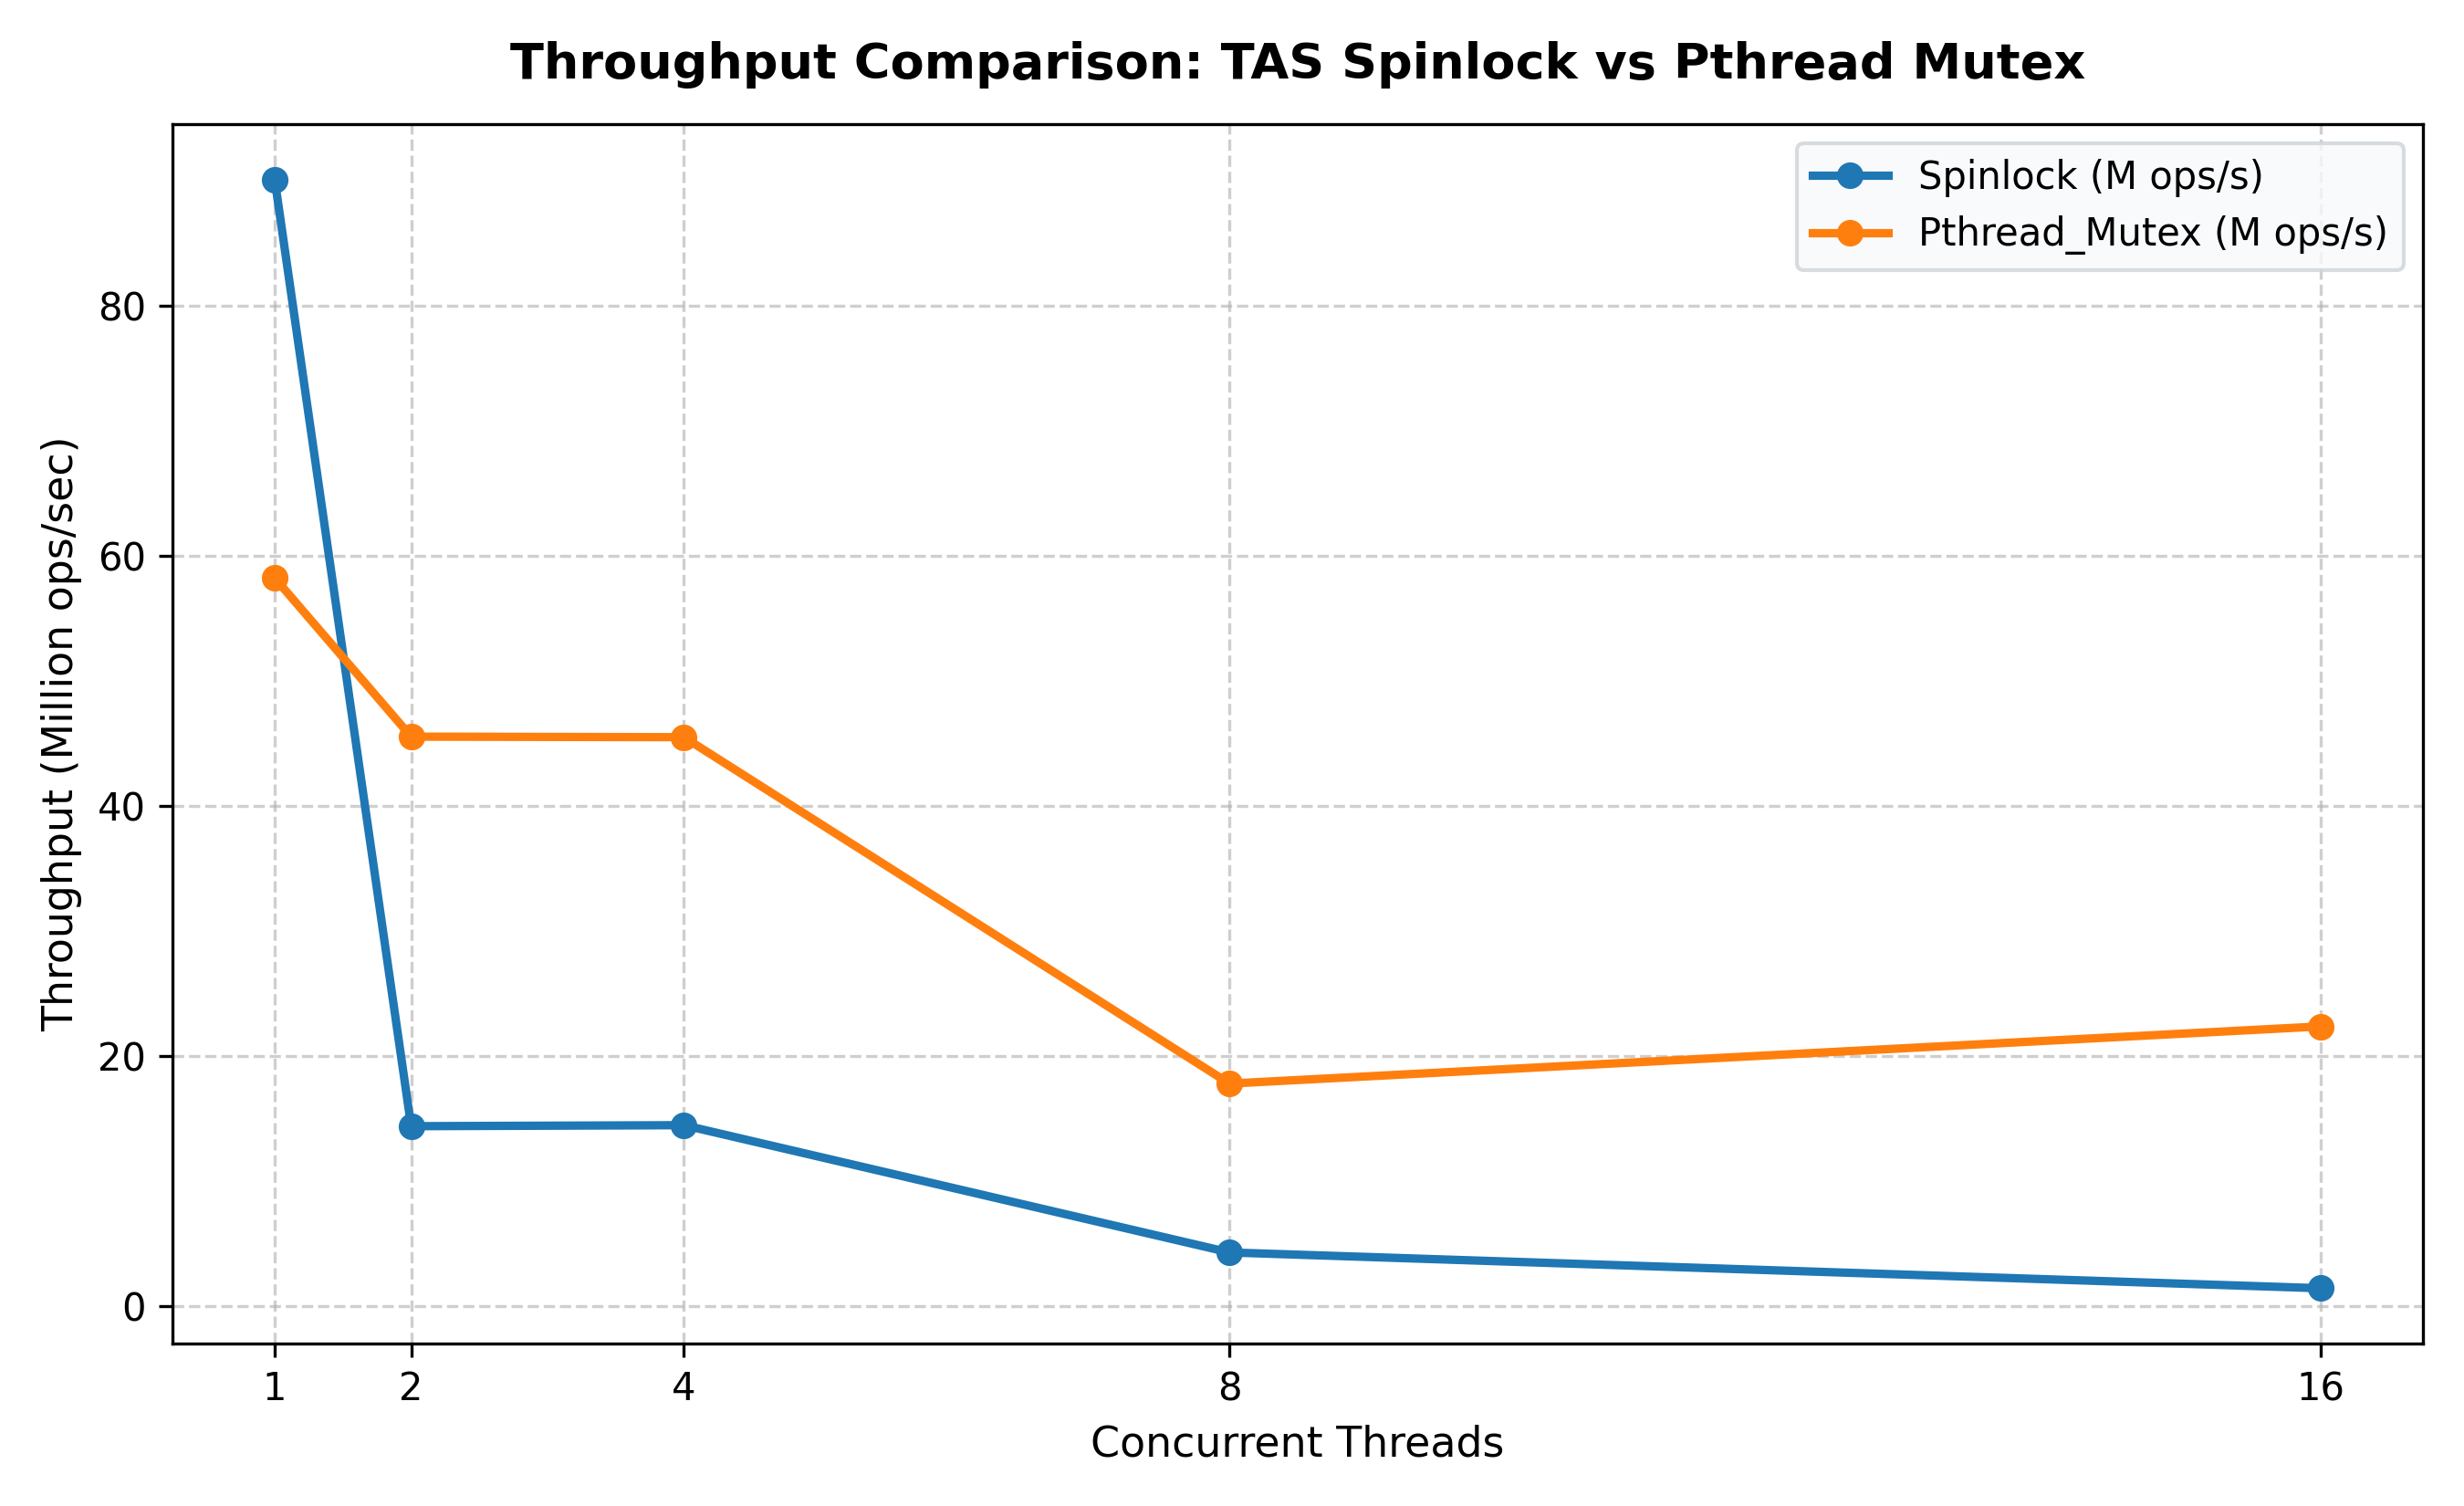 Throughput Comparison: TAS Spinlock vs Pthread Mutex
Spinlock (M ops/s)
Pthread_Mutex (M ops/s)
Throughput (Million ops/sec)
80
60
40
20
0
1 2 4 8 16
Concurrent Threads